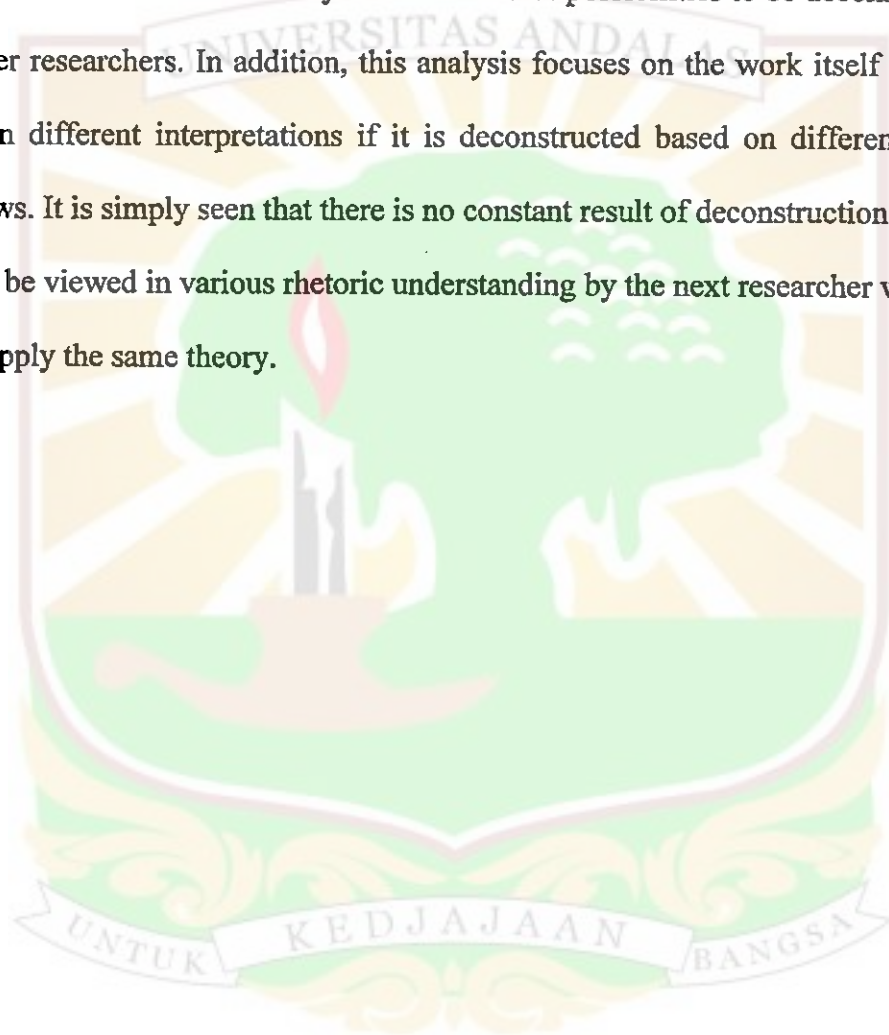 UNIVERSITAS ANDALAS
er researchers. In addition, this analysis focuses on the work itself
n different interpretations if it is deconstructed based on differen
ws. It is simply seen that there is no constant result of deconstruction
be viewed in various rhetoric understanding by the next researcher
pply the same theory.
UNTUK KEDJAJAAN BANGSA